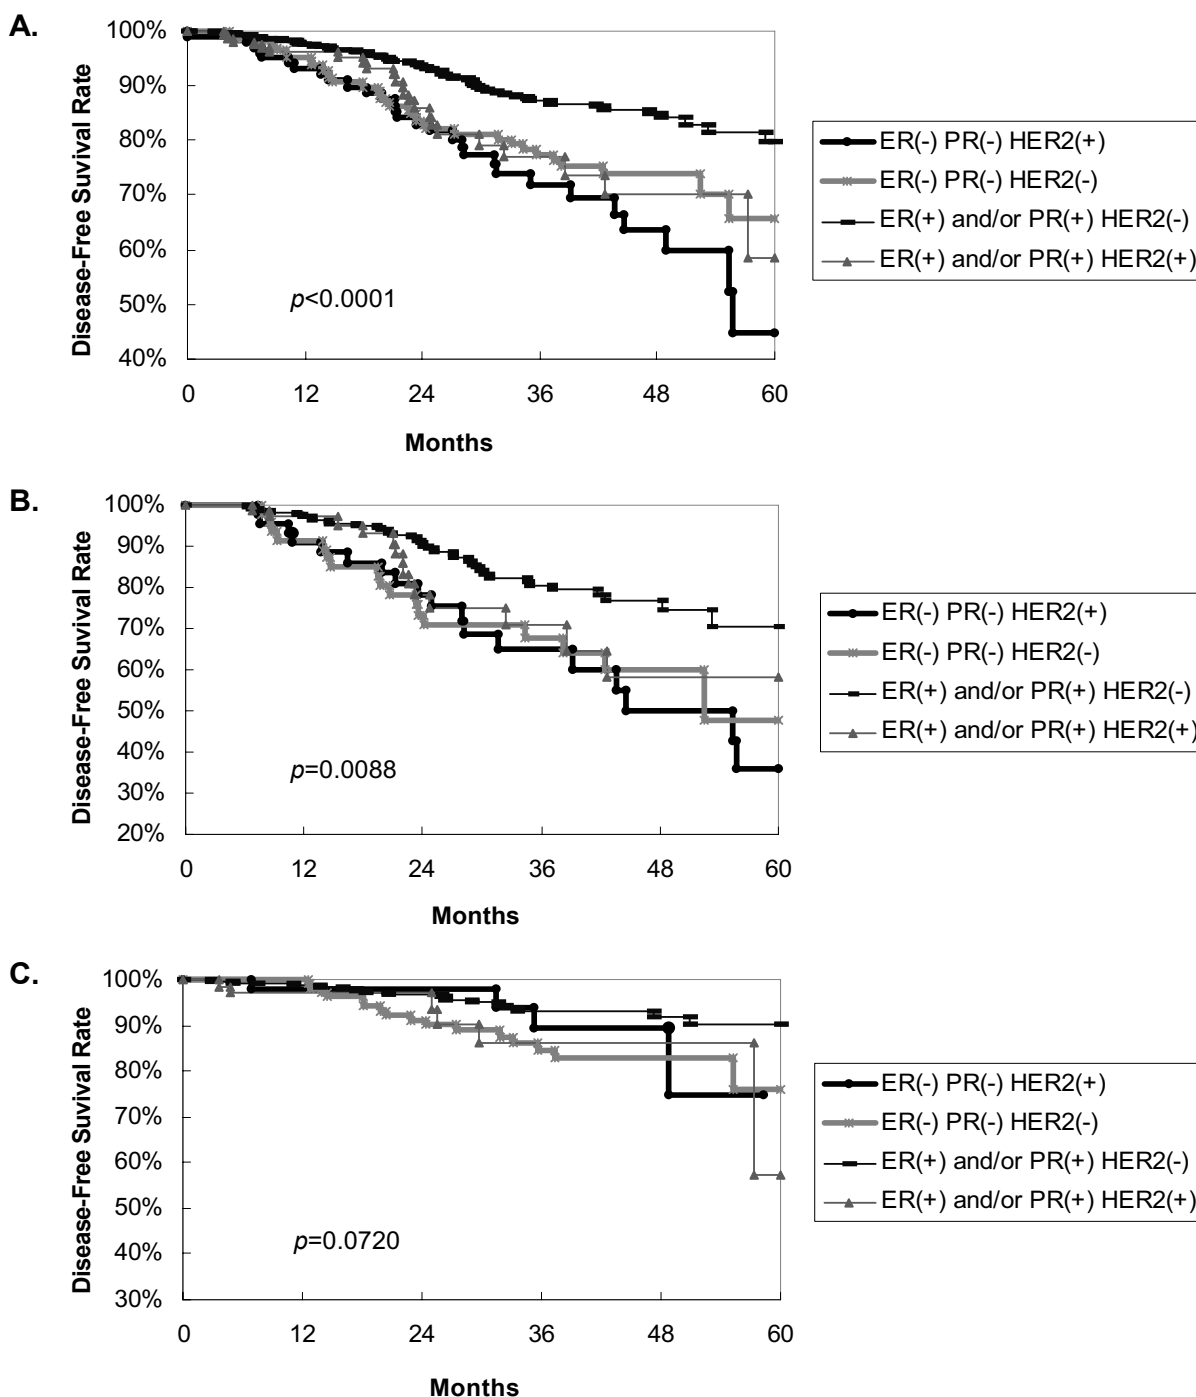 A.
Disease-Free Suvival Rate
100%
90%
80%
70%
60%
50%
40%
p<0.0001
0 12 24 36 48 60
Months
ER(-) PR(-) HER2(+)
ER(-) PR(-) HER2(-)
ER(+) and/or PR(+) HER2(-)
ER(+) and/or PR(+) HER2(+)
B.
Disease-Free Suvival Rate
100%
90%
80%
70%
60%
50%
40%
30%
20%
p=0.0088
0 12 24 36 48 60
Months
ER(-) PR(-) HER2(+)
ER(-) PR(-) HER2(-)
ER(+) and/or PR(+) HER2(-)
ER(+) and/or PR(+) HER2(+)
C.
Disease-Free Suvival Rate
100%
90%
80%
70%
60%
50%
40%
30%
p=0.0720
0 12 24 36 48 60
Months
ER(-) PR(-) HER2(+)
ER(-) PR(-) HER2(-)
ER(+) and/or PR(+) HER2(-)
ER(+) and/or PR(+) HER2(+)